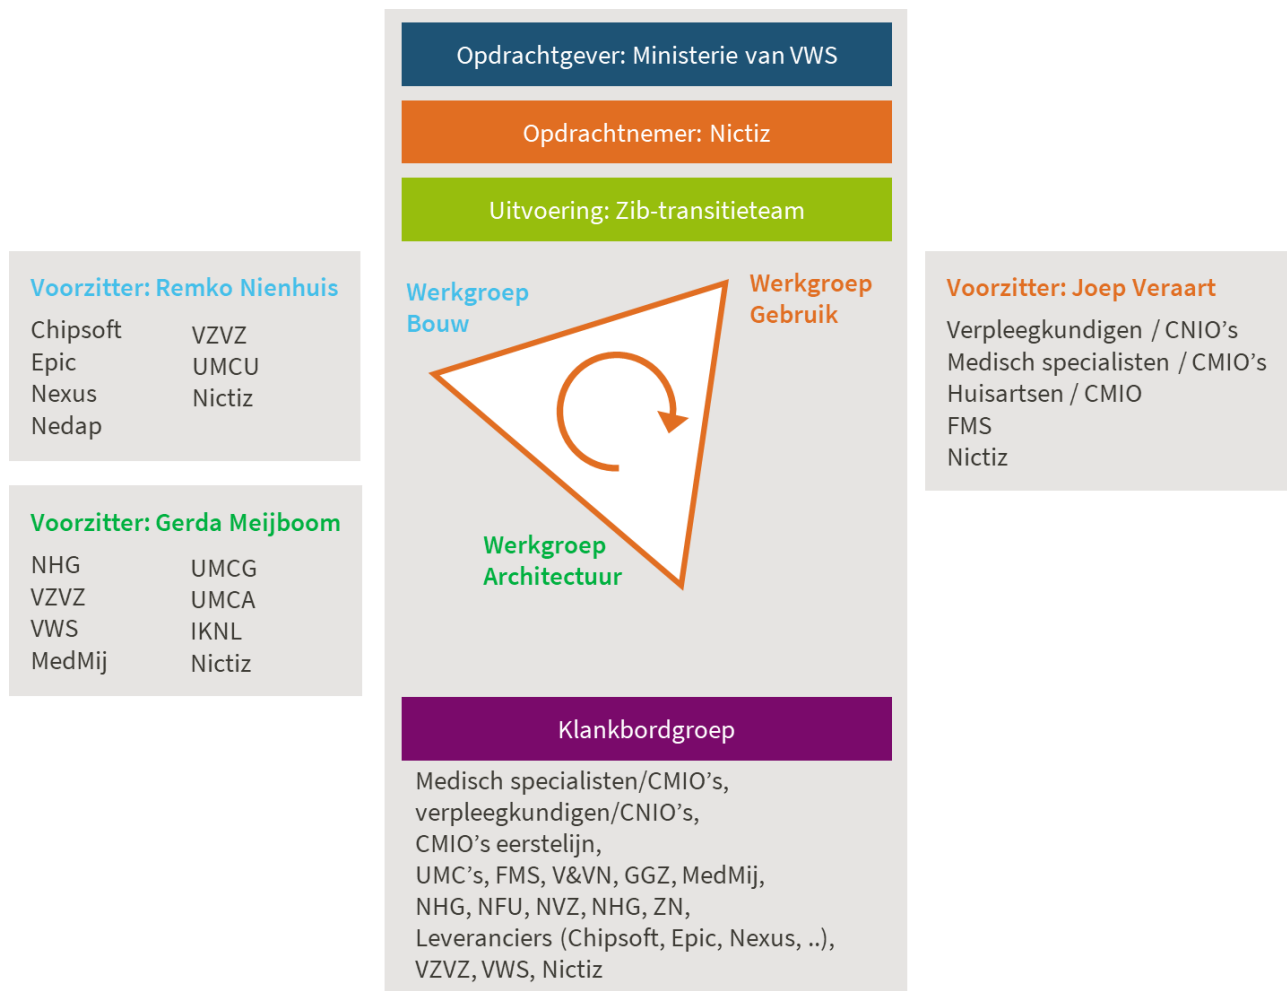 Opdrachtgever: Ministerie van VWS
Opdrachtnemer: Nictiz
Uitvoering: Zib-transitieteam
Voorzitter: Remko Nienhuis
Chipsoft
Epic
Nexus
Nedap
VZVZ
UMCU
Nictiz
Voorzitter: Gerda Meijboom
NHG
VZVZ
VWS
MedMij
UMCG
UMCA
IKNL
Nictiz
Werkgroep
Bouw
Werkgroep
Gebruik
Werkgroep
Architectuur
Voorzitter: Joep Veraart
Verpleegkundigen / CNIO’s
Medisch specialisten / CMIO’s
Huisartsen / CMIO
FMS
Nictiz
Klankbordgroep
Medisch specialisten/CMIO’s,
verpleegkundigen/CNIO’s,
CMIO’s eerstelijn,
UMC’s, FMS, V&VN, GGZ, MedMij,
NHG, NFU, NVZ, NHG, ZN,
Leveranciers (Chipsoft, Epic, Nexus, ..),
VZVZ, VWS, Nictiz